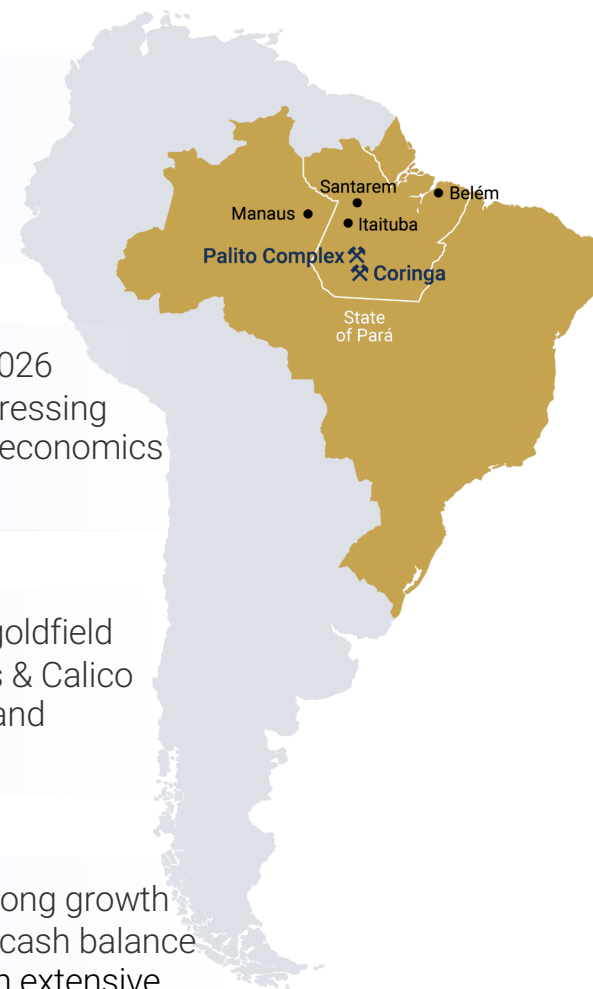 Santarem
Belém
Manaus
Itaituba
Palito Complex
Coringa
State
of Pará
026
ressing
economics
goldfield
s & Calico
and
ong growth
cash balance
n extensive